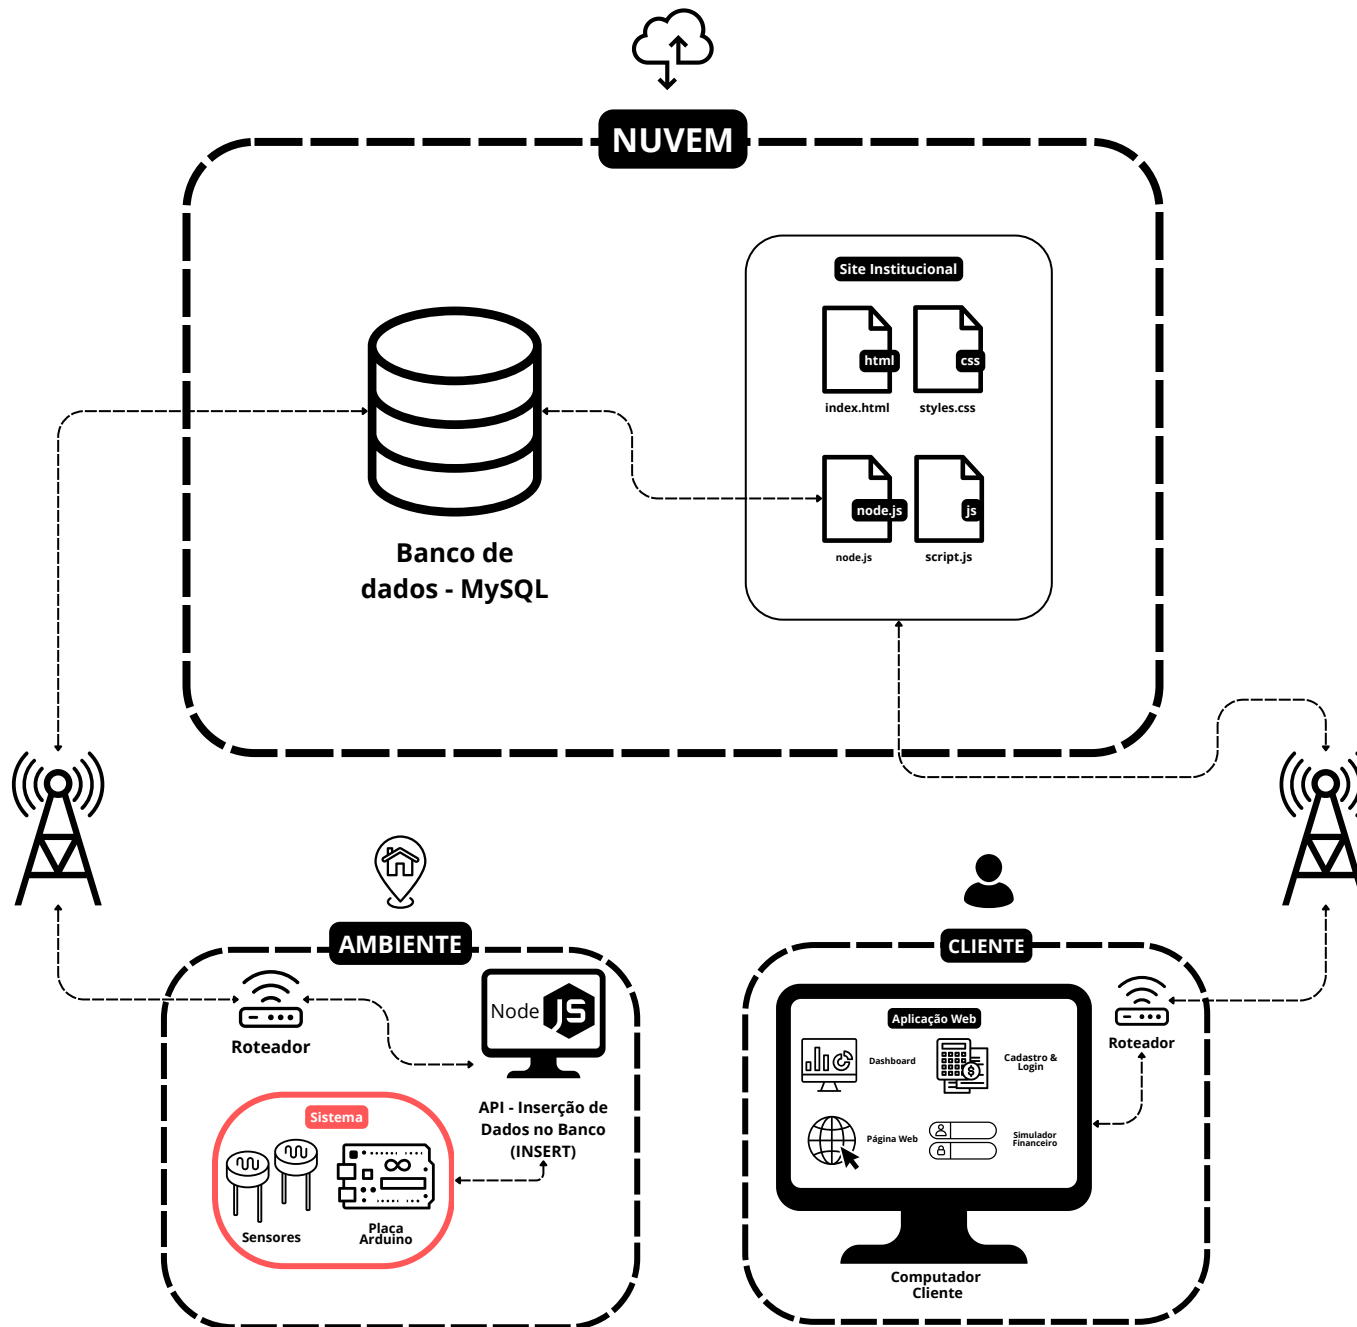 NUVEM
Site Institucional
html
css
index.html
styles.css
node.js
js
node.js
script.js
Banco de
dados - MySQL
AMBIENTE
Roteador
Node JS
API - Inserção de
Dados no Banco
(INSERT)
Sistema
Sensores
Placa
Arduino
CLIENTE
Aplicação Web
Dashboard
Cadastro &
Login
Página Web
Simulador
Financeiro
Roteador
Computador
Cliente